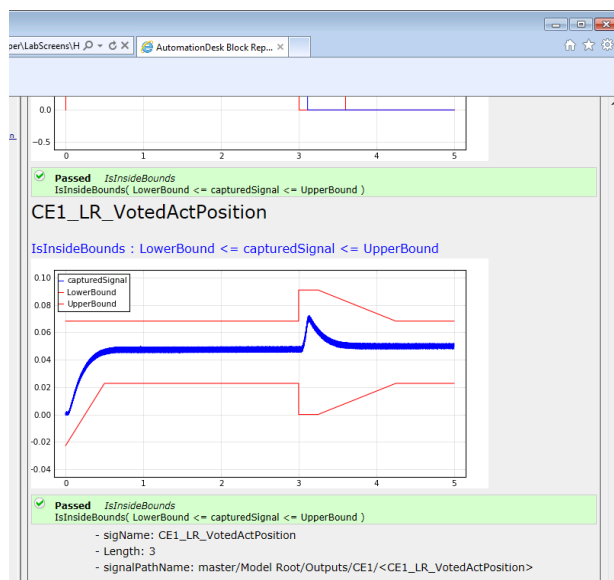 per\LabScreens\H
AutomationDesk Block Rep...
p
0.0
−0.5
0 1 2 3 4 5
Passed IsInsideBounds
IsInsideBounds( LowerBound <= capturedSignal <= UpperBound )
CE1_LR_VotedActPosition
IsInsideBounds : LowerBound <= capturedSignal <= UpperBound
0.10
capturedSignal
LowerBound
UpperBound
0.08
0.06
0.04
0.02
0.00
−0.02
−0.04
0 1 2 3 4 5
Passed IsInsideBounds
IsInsideBounds( LowerBound <= capturedSignal <= UpperBound )
- sigName: CE1_LR_VotedActPosition
- Length: 3
- signalPathName: master/Model Root/Outputs/CE1/<CE1_LR_VotedActPosition>